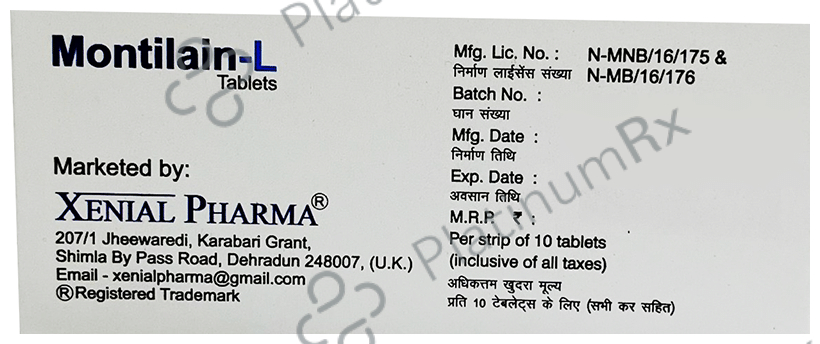 Montilain-L
Tablets
Marketed by:
XENIAL PHARMA®
207/1 Jheewaredi, Karabari Grant,
Shimla By Pass Road, Dehradun 248007, (U.K.)
Email - xenialpharma@gmail.com
®Registered Trademark
Mfg. Lic. No. : N-MNB/16/175 &
निर्माण लाईसेंस संख्या N-MB/16/176
Batch No. :
घान संख्या
Mfg. Date :
निर्माण तिथि
Exp. Date :
अवसान तिथि
M.R.P. ₹ :
Per strip of 10 tablets
(inclusive of all taxes)
अधिकत्तम खुदरा मूल्य
प्रति 10 टेबलेट्स के लिए (सभी कर सहित)
PlatinumRx